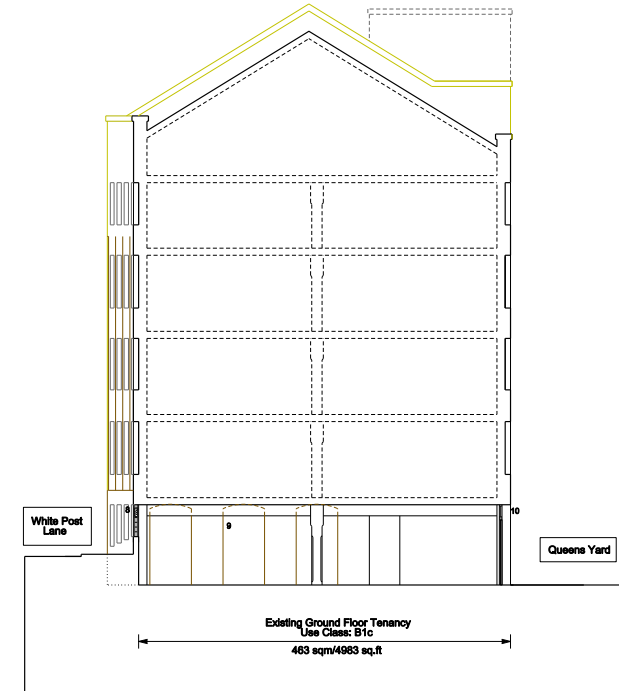 8
10
White Post
Lane
9
Queens Yard
Existing Ground Floor Tenancy
Use Class: B1c
463 sqm/4983 sq.ft